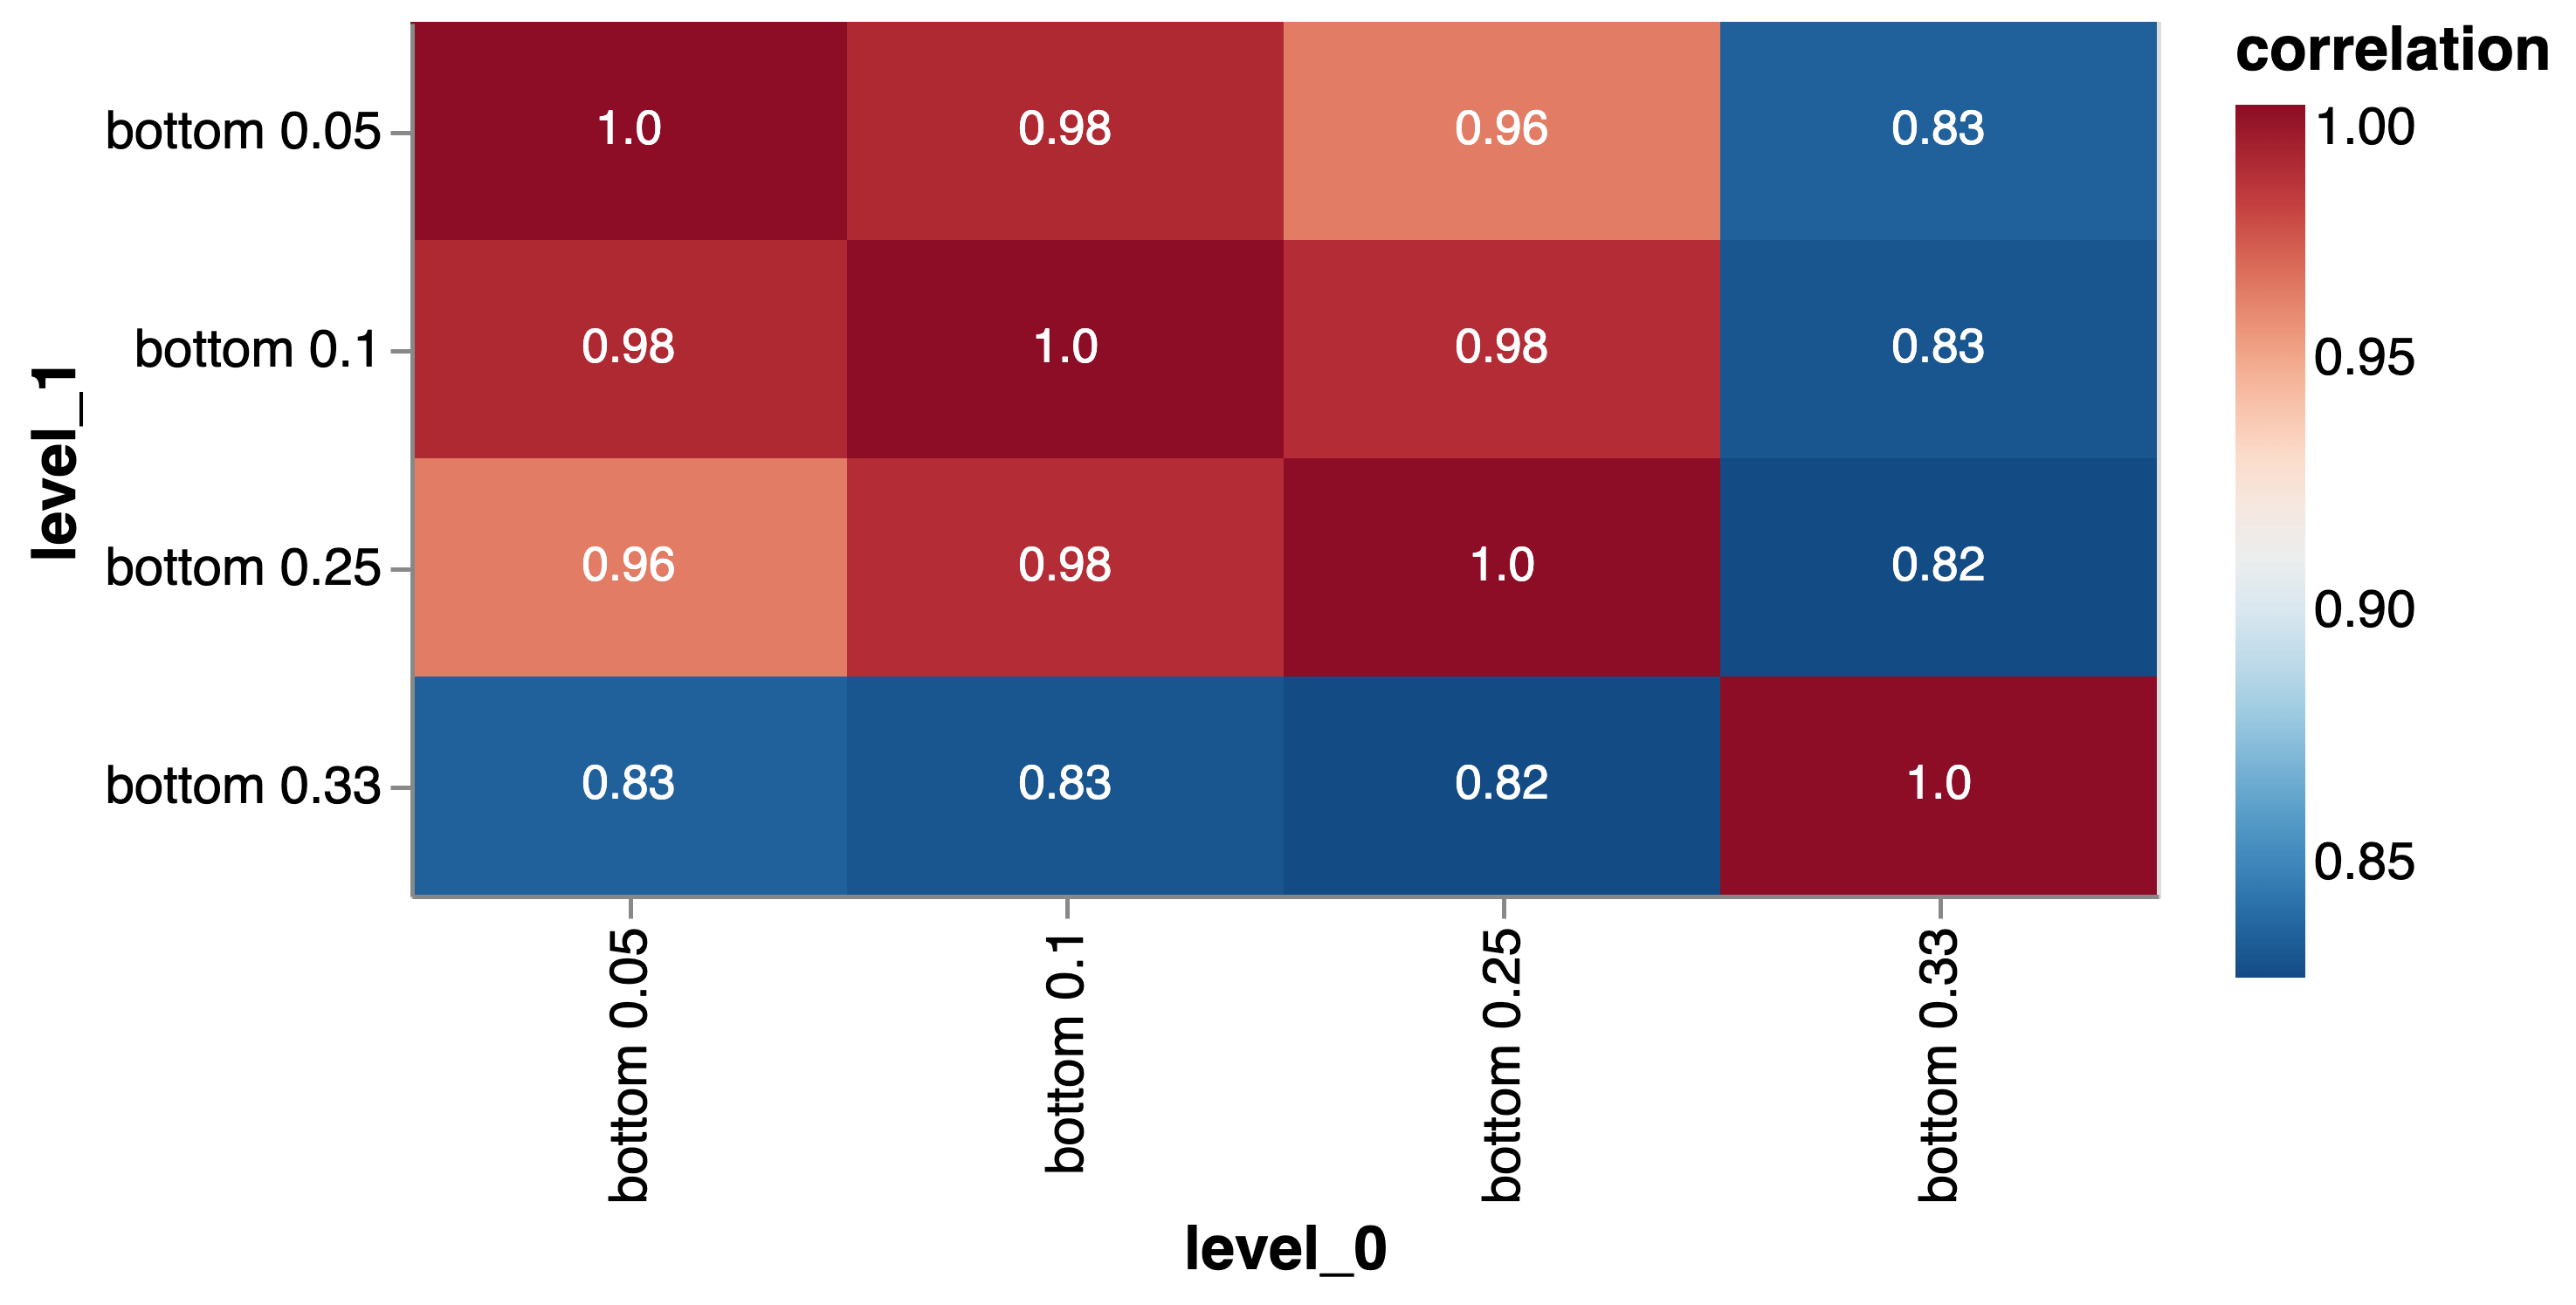 correlation
bottom 0.05 1.0 0.98 0.96 0.83 1.00
bottom 0.1 0.98 1.0 0.98 0.83 0.95
level_1
bottom 0.25 0.96 0.98 1.0 0.82 0.90
bottom 0.33 0.83 0.83 0.82 1.0 0.85
bottom 0.05 bottom 0.1 bottom 0.25 bottom 0.33
level_0